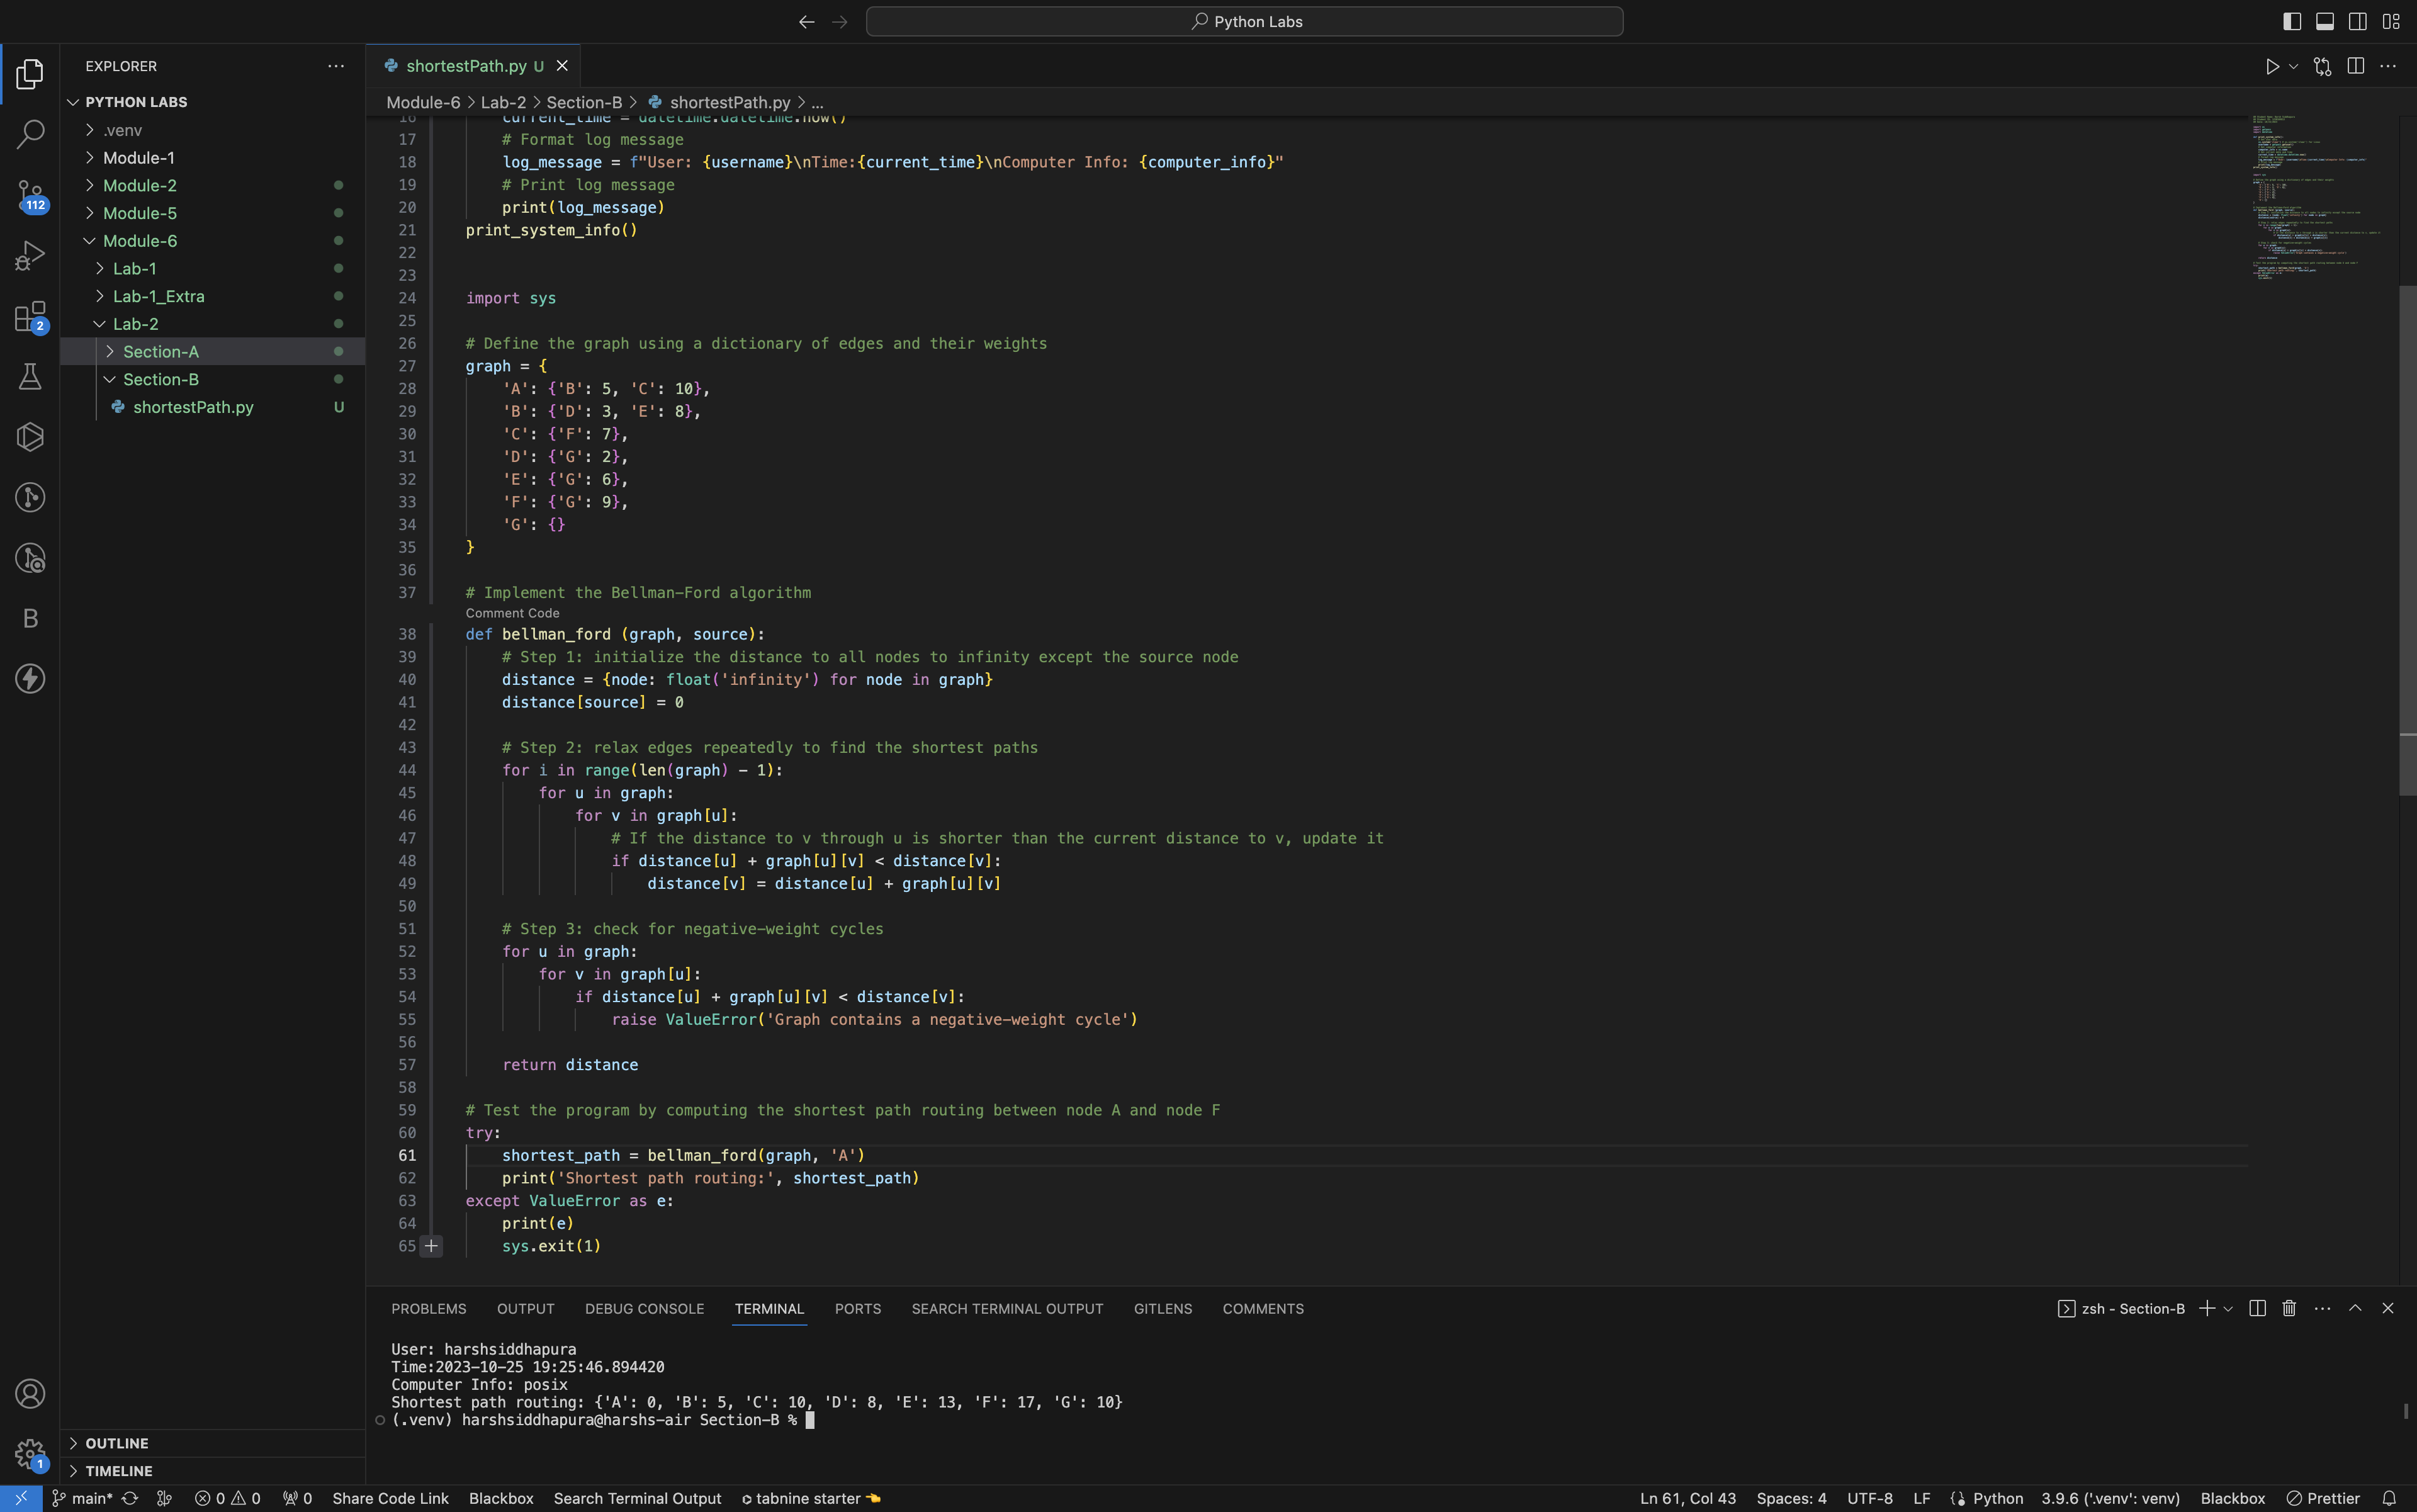 Python Labs
EXPLORER
PYTHON LABS
.venv
Module-1
Module-2
Module-5
Module-6
Lab-1
Lab-1_Extra
Lab-2
Section-A
Section-B
shortestPath.py U
OUTLINE
TIMELINE
112
2
B
1
shortestPath.py U
Module-6 > Lab-2 > Section-B > shortestPath.py > ...
16 current_time = datetime.datetime.now()
17 # Format log message
18 log_message = f"User: {username}\nTime:{current_time}\nComputer Info: {computer_info}"
19 # Print log message
20 print(log_message)
21 print_system_info()
22
23
24 import sys
25
26 # Define the graph using a dictionary of edges and their weights
27 graph = {
28 'A': {'B': 5, 'C': 10},
29 'B': {'D': 3, 'E': 8},
30 'C': {'F': 7},
31 'D': {'G': 2},
32 'E': {'G': 6},
33 'F': {'G': 9},
34 'G': {}
35 }
36
37 # Implement the Bellman-Ford algorithm
Comment Code
38 def bellman_ford (graph, source):
39 # Step 1: initialize the distance to all nodes to infinity except the source node
40 distance = {node: float('infinity') for node in graph}
41 distance[source] = 0
42
43 # Step 2: relax edges repeatedly to find the shortest paths
44 for i in range(len(graph) - 1):
45 for u in graph:
46 for v in graph[u]:
47 # If the distance to v through u is shorter than the current distance to v, update it
48 if distance[u] + graph[u][v] < distance[v]:
49 distance[v] = distance[u] + graph[u][v]
50
51 # Step 3: check for negative-weight cycles
52 for u in graph:
53 for v in graph[u]:
54 if distance[u] + graph[u][v] < distance[v]:
55 raise ValueError('Graph contains a negative-weight cycle')
56
57 return distance
58
59 # Test the program by computing the shortest path routing between node A and node F
60 try:
61 shortest_path = bellman_ford(graph, 'A')
62 print('Shortest path routing:', shortest_path)
63 except ValueError as e:
64 print(e)
65 sys.exit(1)
PROBLEMS OUTPUT DEBUG CONSOLE TERMINAL PORTS SEARCH TERMINAL OUTPUT GITLENS COMMENTS
zsh - Section-B
User: harshsiddhapura
Time:2023-10-25 19:25:46.894420
Computer Info: posix
Shortest path routing: {'A': 0, 'B': 5, 'C': 10, 'D': 8, 'E': 13, 'F': 17, 'G': 10}
(.venv) harshsiddhapura@harshs-air Section-B %
main* 0 0 0 Share Code Link Blackbox Search Terminal Output tabnine starter 👈 Ln 61, Col 43 Spaces: 4 UTF-8 LF Python 3.9.6 ('.venv': venv) Blackbox Prettier